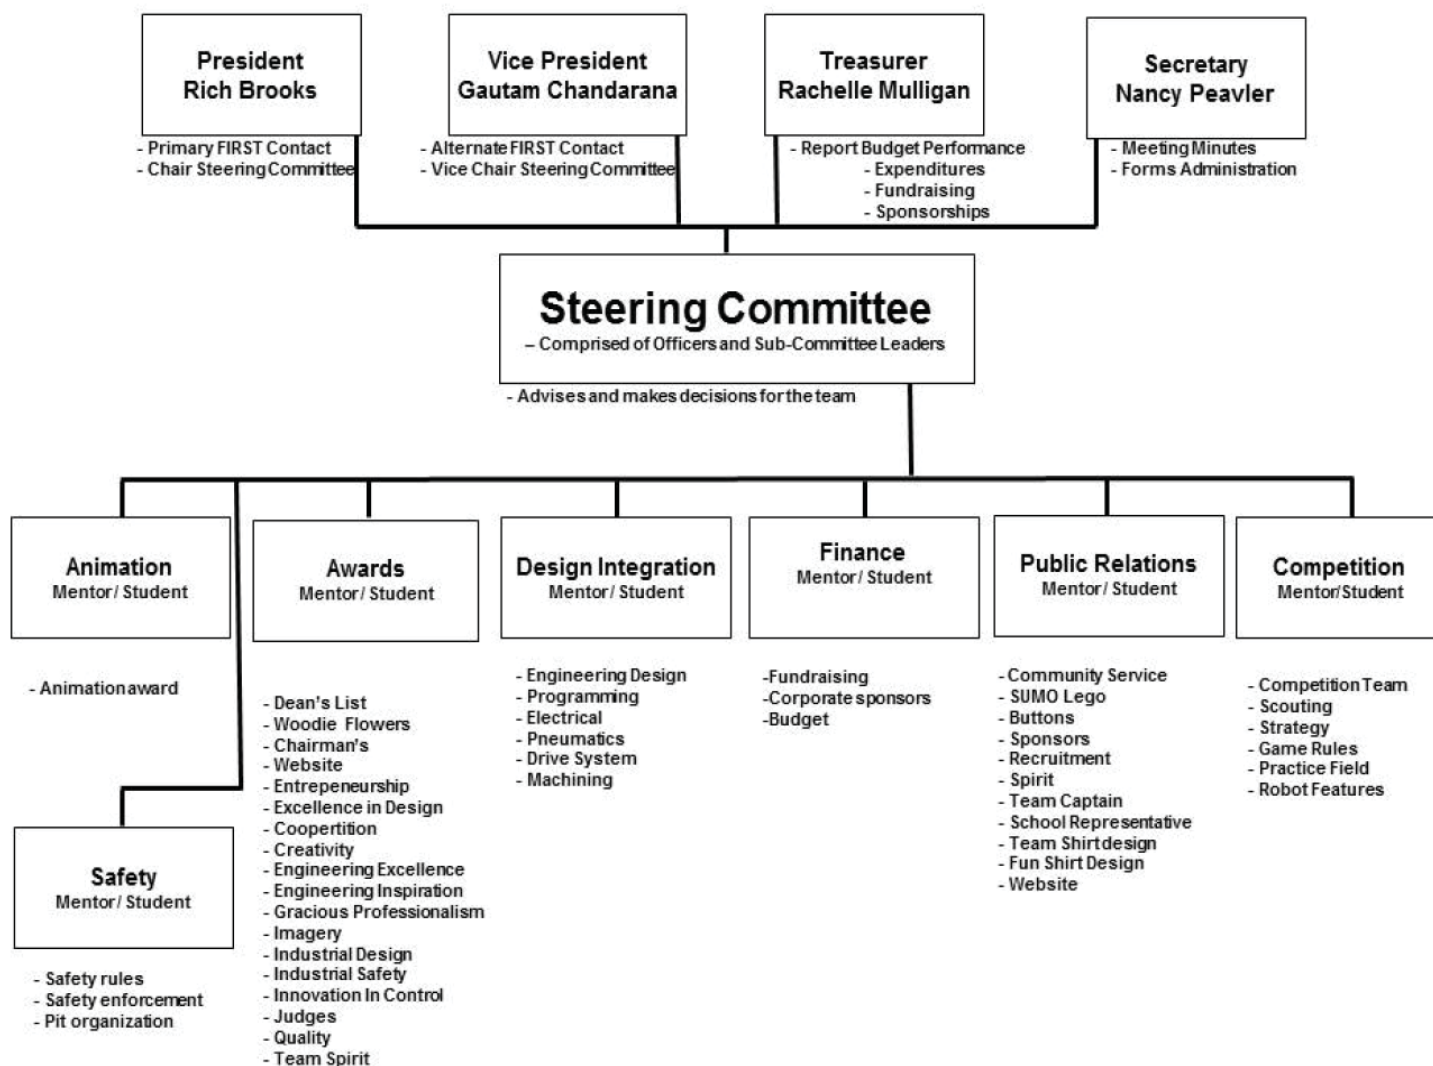 President
Rich Brooks
- Primary FIRST Contact
- Chair Steering Committee
Vice President
Gautam Chandarana
- Alternate FIRST Contact
- Vice Chair Steering Committee
Treasurer
Rachelle Mulligan
- Report Budget Performance
- Expenditures
- Fundraising
- Sponsorships
Secretary
Nancy Peavler
- Meeting Minutes
- Forms Administration
Steering Committee
– Comprised of Officers and Sub-Committee Leaders
- Advises and makes decisions for the team
Animation
Mentor/ Student
- Animation award
Safety
Mentor/ Student
- Safety rules
- Safety enforcement
- Pit organization
Awards
Mentor/ Student
- Dean's List
- Woodie Flowers
- Chairman's
- Website
- Entrepeneurship
- Excellence in Design
- Coopertition
- Creativity
- Engineering Excellence
- Engineering Inspiration
- Gracious Professionalism
- Imagery
- Industrial Design
- Industrial Safety
- Innovation In Control
- Judges
- Quality
- Team Spirit
Design Integration
Mentor/ Student
- Engineering Design
- Programming
- Electrical
- Pneumatics
- Drive System
- Machining
Finance
Mentor/ Student
-Fundraising
-Corporate sponsors
-Budget
Public Relations
Mentor/ Student
- Community Service
- SUMO Lego
- Buttons
- Sponsors
- Recruitment
- Spirit
- Team Captain
- School Representative
- Team Shirt design
- Fun Shirt Design
- Website
Competition
Mentor/Student
- Competition Team
- Scouting
- Strategy
- Game Rules
- Practice Field
- Robot Features